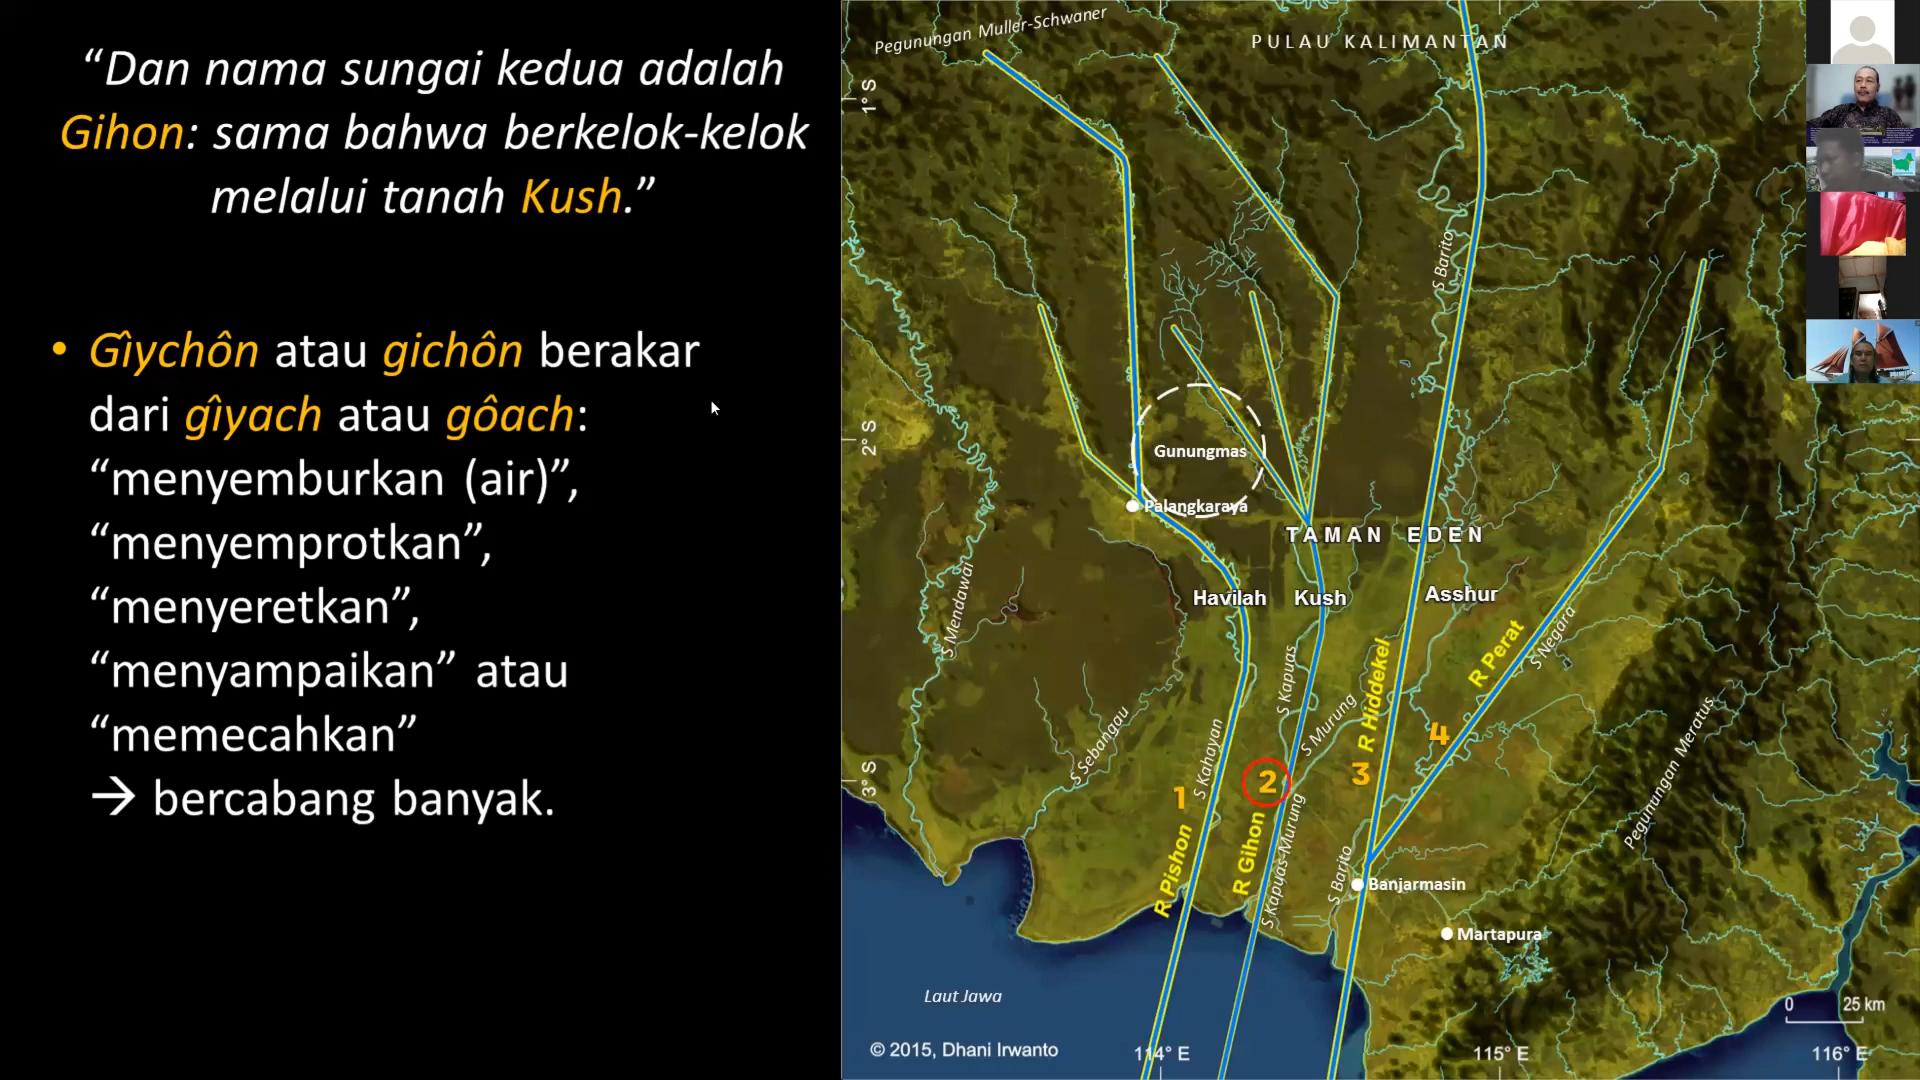 “Dan nama sungai kedua adalah
Gihon: sama bahwa berkelok-kelok
melalui tanah Kush.”
• Gîychôn atau gichôn berakar
dari gîyach atau gôach:
“menyemburkan (air)”,
“menyemprotkan”,
“menyeretkan”,
“menyampaikan” atau
“memecahkan”
→ bercabang banyak.
Pegunungan Muller-Schwaner
PULAU KALIMANTAN
1° S
S Barito
2° S
Gunungmas
Palangkaraya
TAMAN EDEN
S Mendawai
Havilah
Kush
Asshur
R Perat
S Negara
S Kapuas
S Murung
R Hiddekel
S Sebangau
S Kahayan
Pegunungan Meratus
3° S
1
2
3
4
R Pishon
R Gihon
S Kapuas-Murung
S Barito
Banjarmasin
Martapura
Laut Jawa
0 25 km
© 2015, Dhani Irwanto
114° E
115° E
116° E